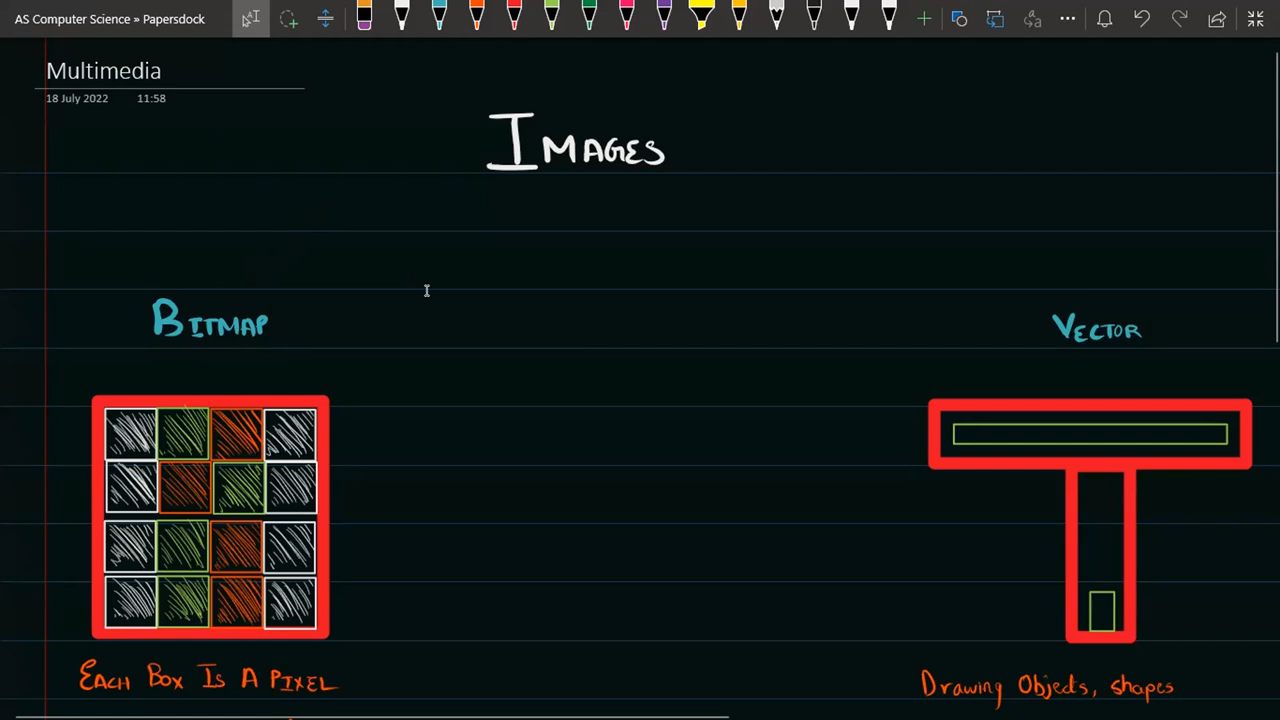 AS Computer Science » Papersdock
Multimedia
18 July 2022 11:58
IMAGES
BITMAP
VECTOR
EACH BOX IS A PIXEL
Drawing Objects, shapes